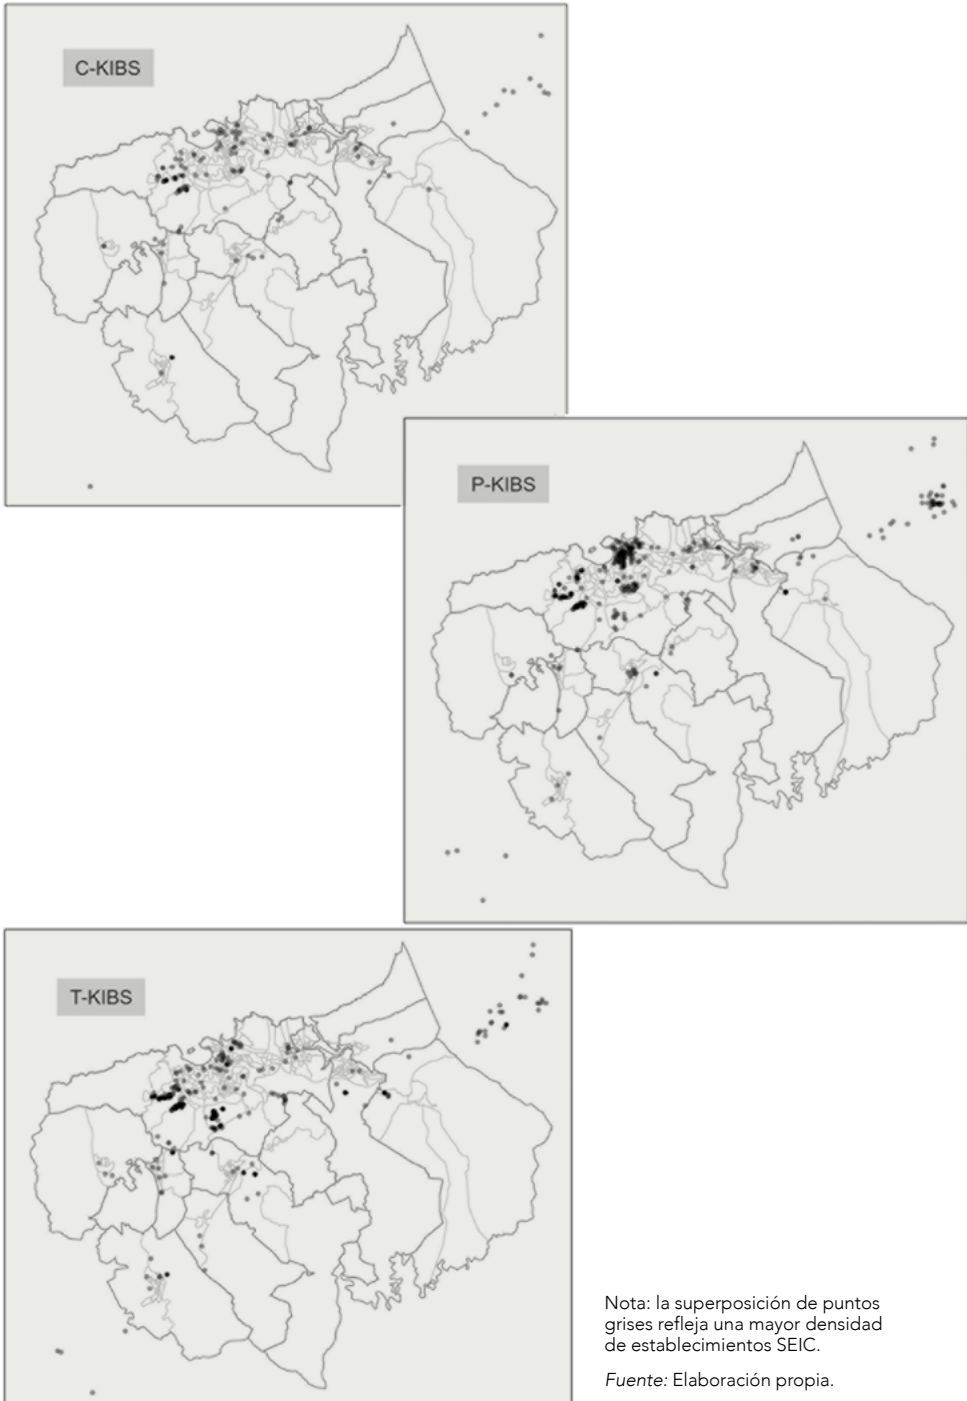 C-KIBS
P-KIBS
T-KIBS
Nota: la superposición de puntos
grises refleja una mayor densidad
de establecimientos SEIC.
Fuente: Elaboración propia.